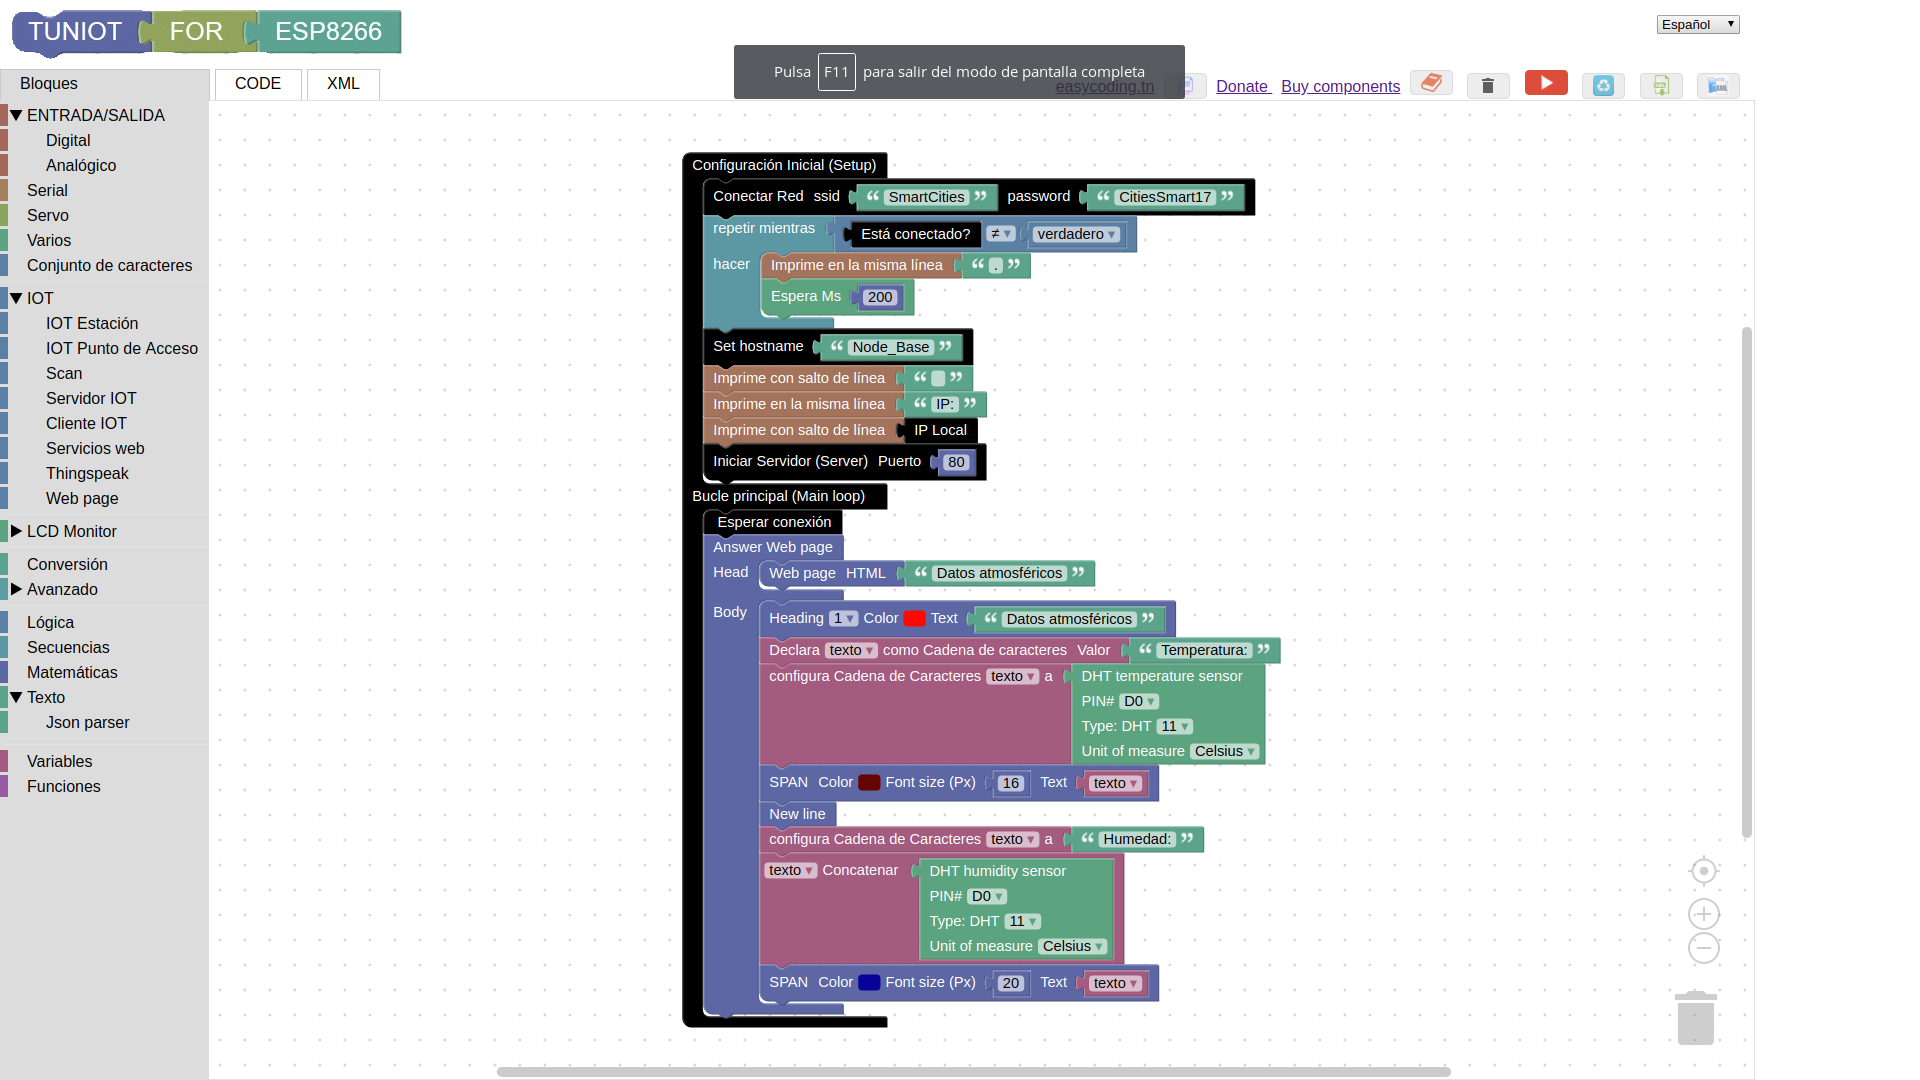 TUNIOT FOR ESP8266
Español
Pulsa F11 para salir del modo de pantalla completa
easycoding.tn Donate Buy components
Bloques
CODE XML
ENTRADA/SALIDA
Digital
Analógico
Serial
Servo
Varios
Conjunto de caracteres
IOT
IOT Estación
IOT Punto de Acceso
Scan
Servidor IOT
Cliente IOT
Servicios web
Thingspeak
Web page
LCD Monitor
Conversión
Avanzado
Lógica
Secuencias
Matemáticas
Texto
Json parser
Variables
Funciones
Configuración Inicial (Setup)
Conectar Red ssid “ SmartCities ” password “ CitiesSmart17 ”
repetir mientras Está conectado? ≠ verdadero
hacer Imprime en la misma línea “ . ”
Espera Ms 200
Set hostname “ Node_Base ”
Imprime con salto de línea “ ”
Imprime en la misma línea “ IP: ”
Imprime con salto de línea IP Local
Iniciar Servidor (Server) Puerto 80
Bucle principal (Main loop)
Esperar conexión
Answer Web page
Head Web page HTML “ Datos atmosféricos ”
Body Heading 1 Color Text “ Datos atmosféricos ”
Declara texto como Cadena de caracteres Valor “ Temperatura: ”
configura Cadena de Caracteres texto a DHT temperature sensor
PIN# D0
Type: DHT 11
Unit of measure Celsius
SPAN Color Font size (Px) 16 Text texto
New line
configura Cadena de Caracteres texto a “ Humedad: ”
texto Concatenar DHT humidity sensor
PIN# D0
Type: DHT 11
Unit of measure Celsius
SPAN Color Font size (Px) 20 Text texto